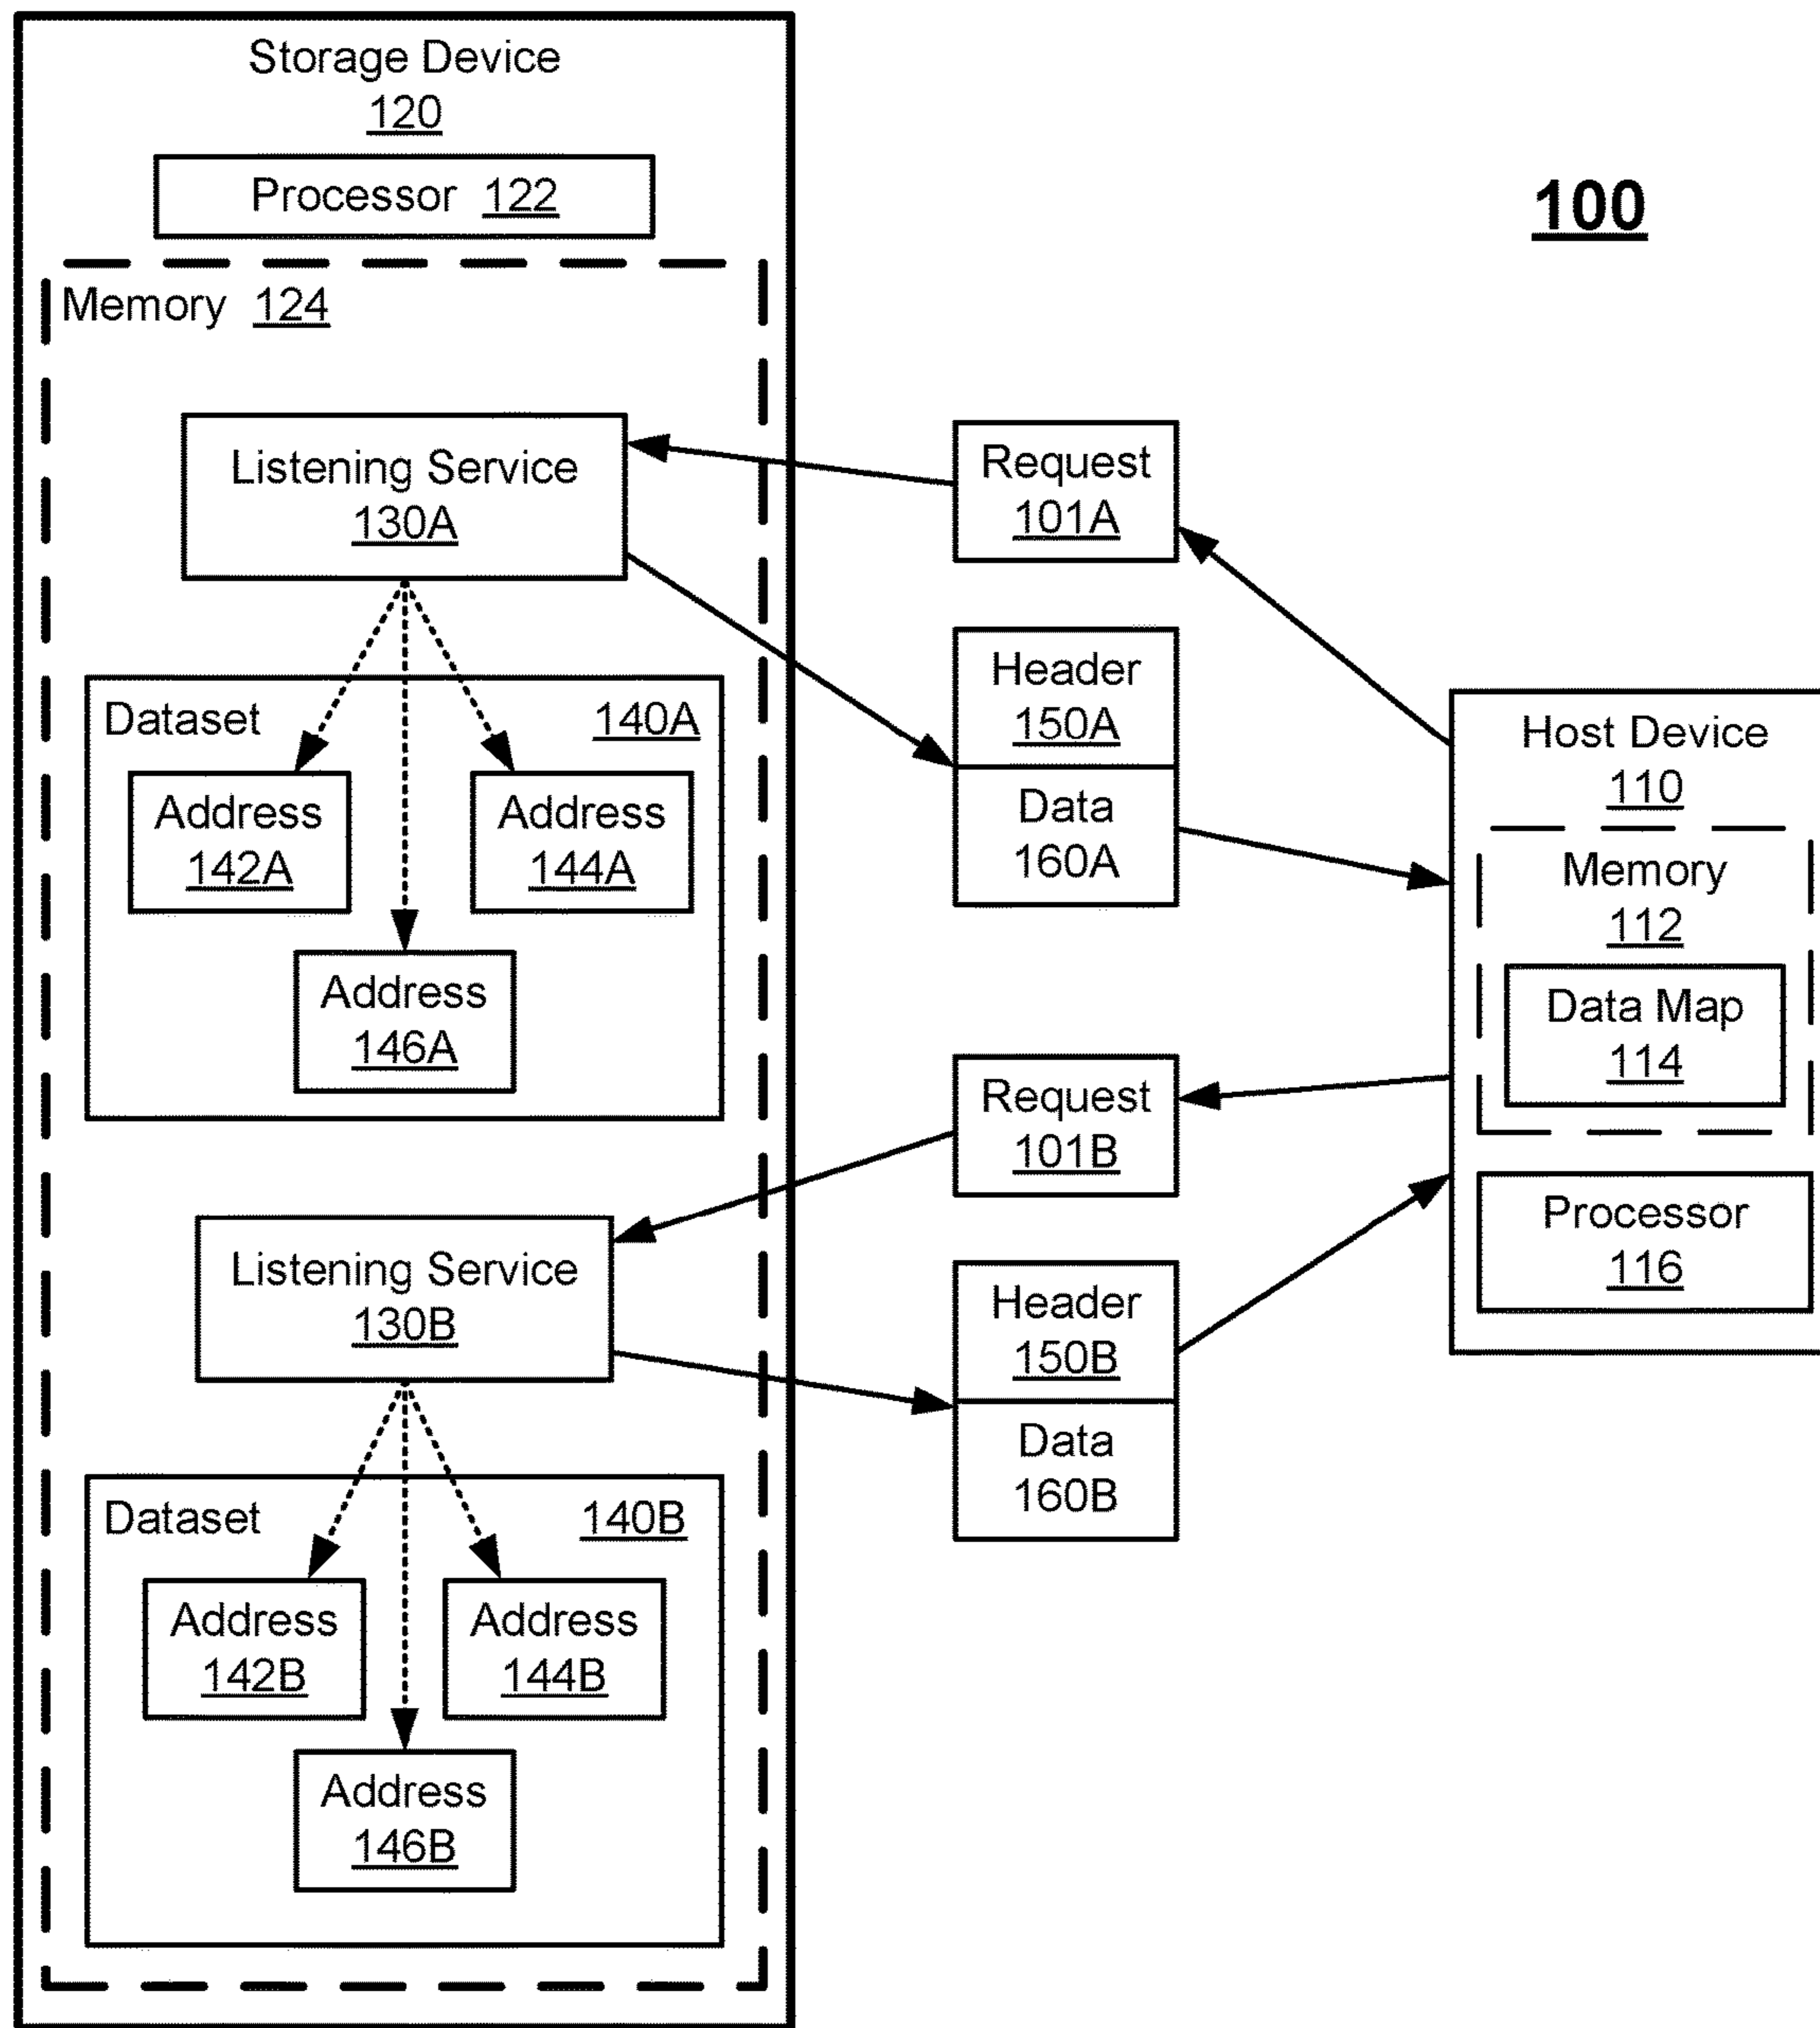 Storage Device
120
Processor 122
100
Memory 124
Listening Service
130A
Request
101A
Header
150A
Data
160A
Dataset 140A
Address
142A
Address
144A
Address
146A
Host Device
110
Memory
112
Data Map
114
Processor
116
Request
101B
Listening Service
130B
Header
150B
Data
160B
Dataset 140B
Address
142B
Address
144B
Address
146B